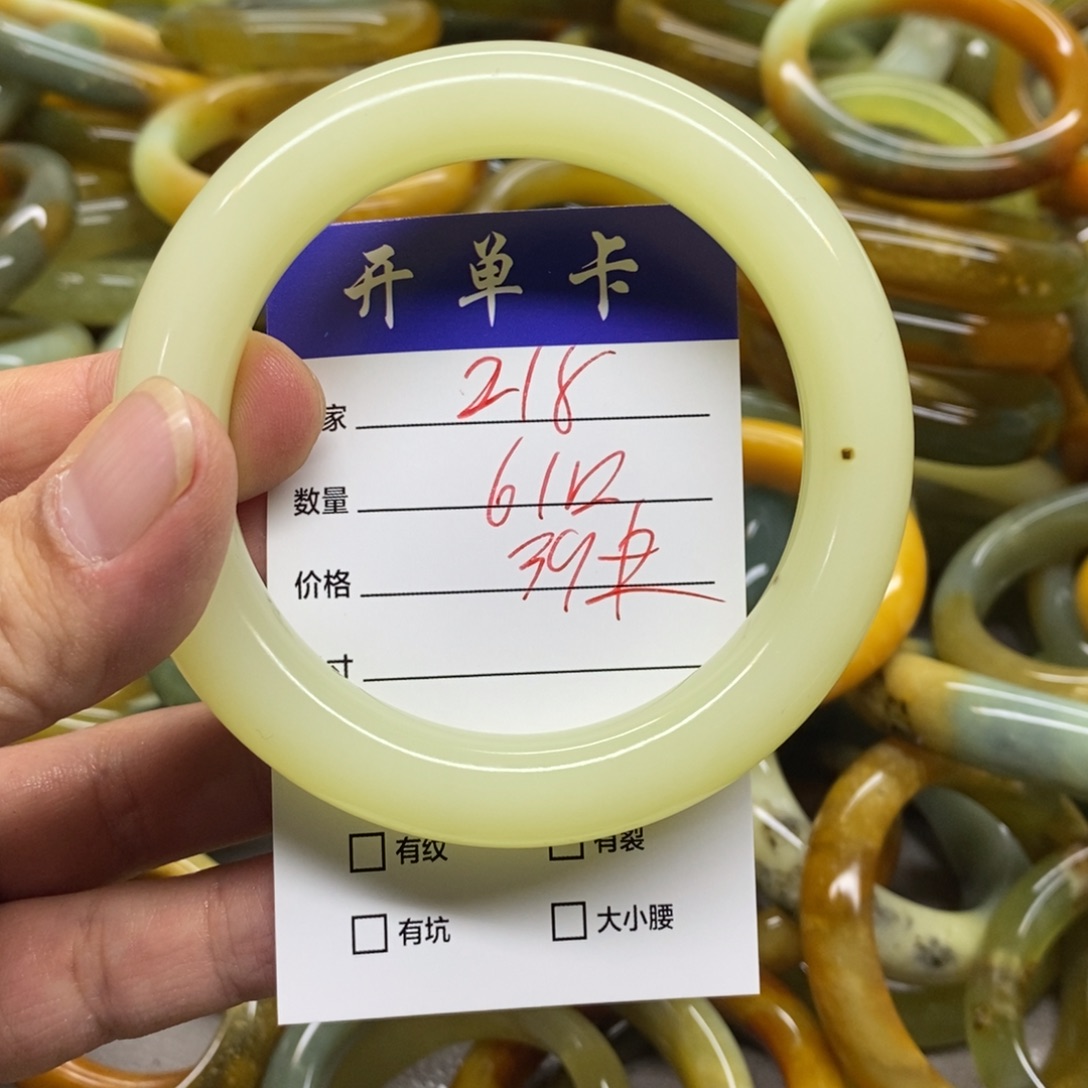 开单卡
家 218
数量 61口
价格 39
寸
□ 有纹 □ 有裂
□ 有坑 □ 大小腰